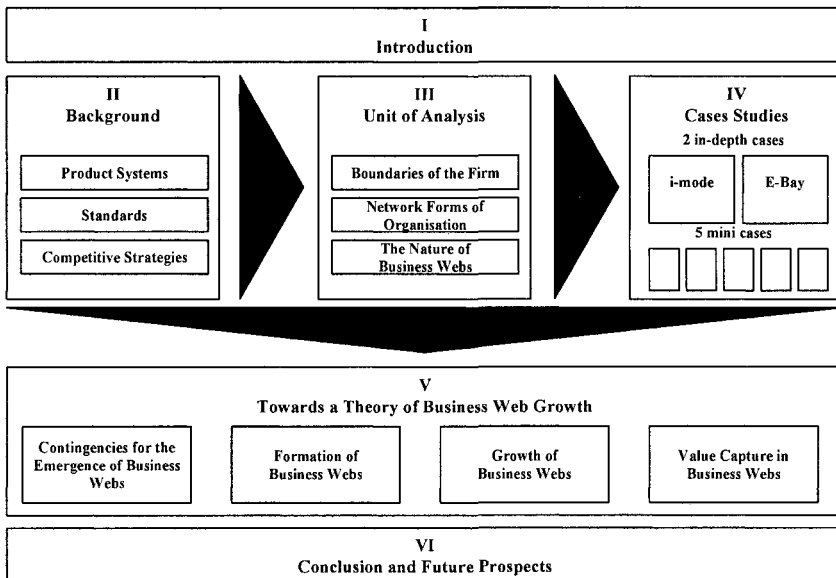 I
Introduction
II
Background
Product Systems
Standards
Competitive Strategies
III
Unit of Analysis
Boundaries of the Firm
Network Forms of
Organisation
The Nature of
Business Webs
IV
Cases Studies
2 in-depth cases
i-mode
E-Bay
5 mini cases
V
Towards a Theory of Business Web Growth
Contingencies for the
Emergence of Business
Webs
Formation of
Business Webs
Growth of
Business Webs
Value Capture in
Business Webs
VI
Conclusion and Future Prospects